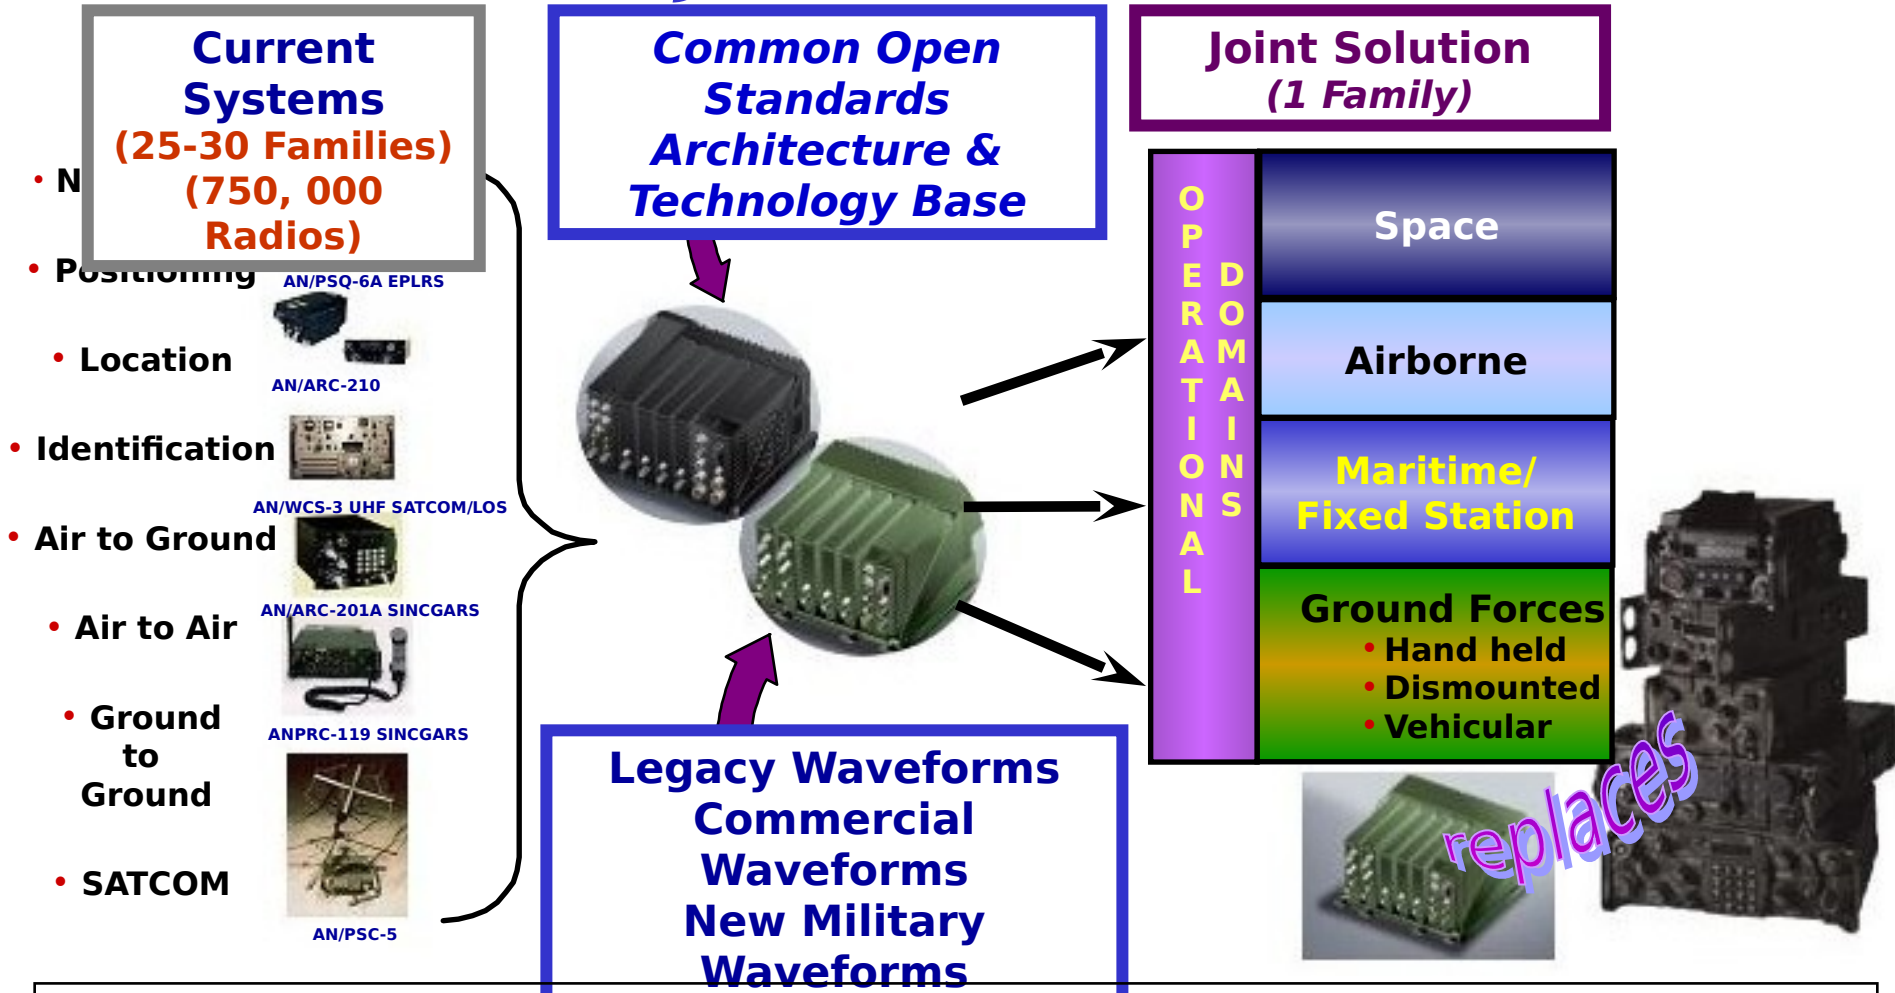 Current
Systems
(25-30 Families)
(750, 000
Radios)
• N
• Positioning
• Location
• Identification
• Air to Ground
• Air to Air
• Ground
to
Ground
• SATCOM
AN/PSQ-6A EPLRS
AN/ARC-210
AN/WCS-3 UHF SATCOM/LOS
AN/ARC-201A SINCGARS
ANPRC-119 SINCGARS
AN/PSC-5
Common Open
Standards
Architecture &
Technology Base
Legacy Waveforms
Commercial
Waveforms
New Military
Waveforms
Joint Solution
(1 Family)
OPERATIONAL
DOMAINS
Space
Airborne
Maritime/
Fixed Station
Ground Forces
• Hand held
• Dismounted
• Vehicular
replaces